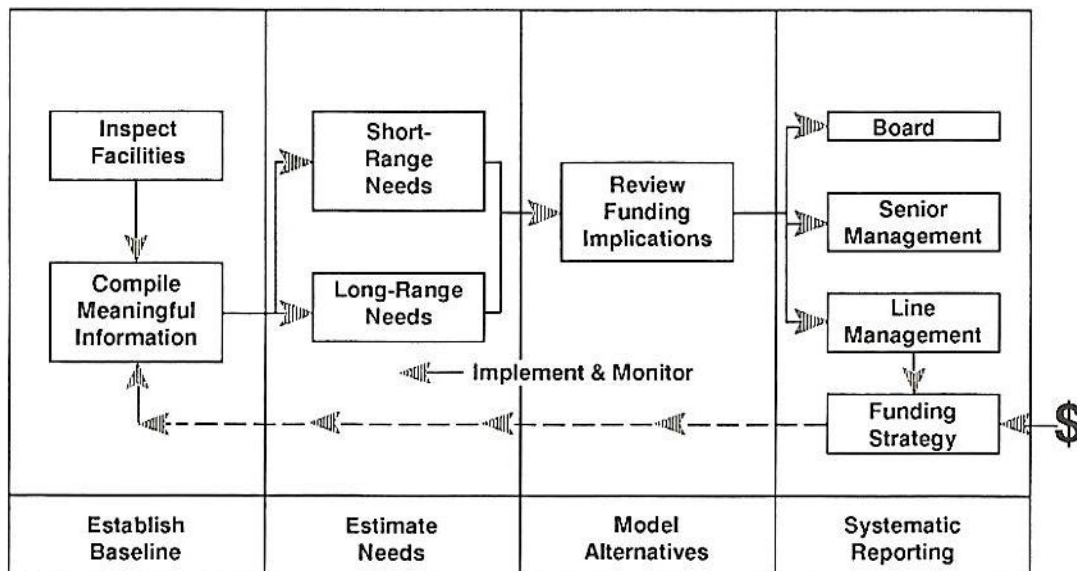 Inspect
Facilities
Compile
Meaningful
Information
Short-
Range
Needs
Long-Range
Needs
Review
Funding
Implications
Board
Senior
Management
Line
Management
Implement & Monitor
Funding
Strategy
$
Establish
Baseline
Estimate
Needs
Model
Alternatives
Systematic
Reporting